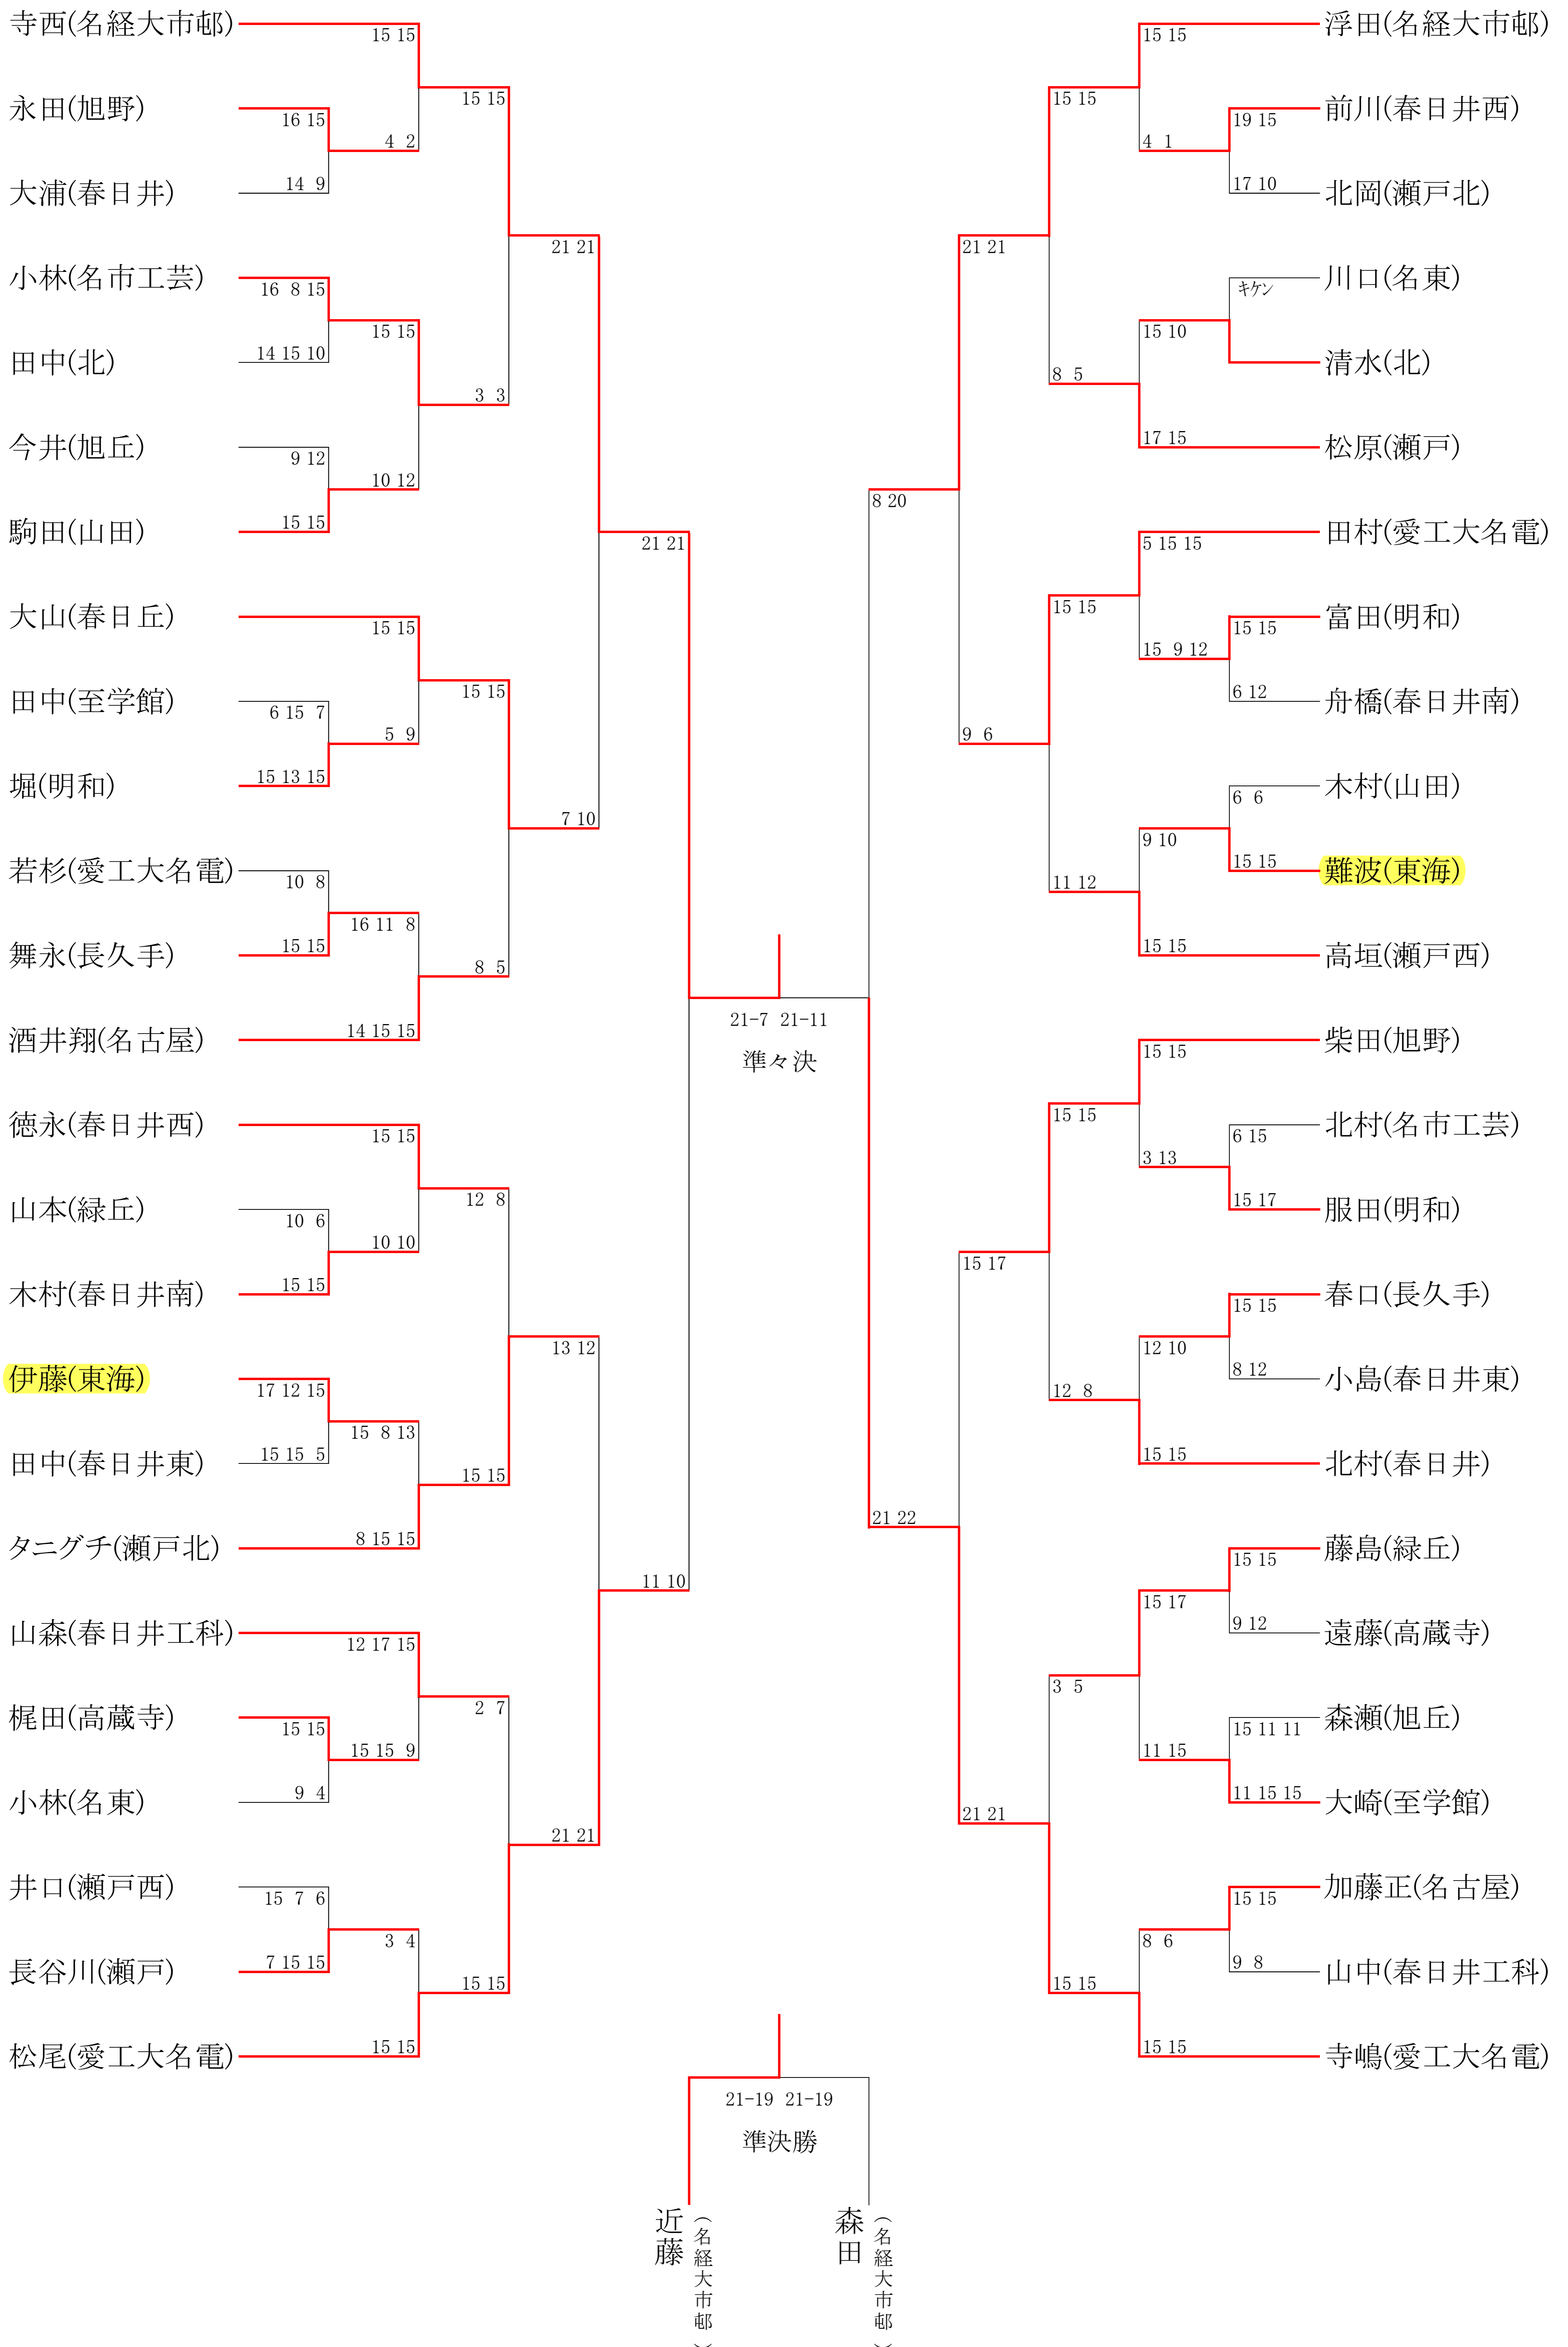 寺西(名経大市邨)
15 15
永田(旭野)
16 15
15 15
4 2
大浦(春日井)
14 9
21 21
小林(名市工芸)
16 8 15
15 15
田中(北)
14 15 10
3 3
今井(旭丘)
9 12
10 12
駒田(山田)
15 15
21 21
大山(春日丘)
15 15
15 15
田中(至学館)
6 15 7
5 9
堀(明和)
15 13 15
7 10
若杉(愛工大名電)
10 8
16 11 8
舞永(長久手)
15 15
8 5
酒井翔(名古屋)
14 15 15
徳永(春日井西)
15 15
12 8
山本(緑丘)
10 6
10 10
木村(春日井南)
15 15
13 12
伊藤(東海)
17 12 15
15 8 13
田中(春日井東)
15 15 5
15 15
タニグチ(瀬戸北)
8 15 15
11 10
山森(春日井工科)
12 17 15
2 7
梶田(高蔵寺)
15 15
15 15 9
小林(名東)
9 4
21 21
井口(瀬戸西)
15 7 6
3 4
長谷川(瀬戸)
7 15 15
15 15
松尾(愛工大名電)
15 15
21-7 21-11
準々決
浮田(名経大市邨)
15 15
15 15
前川(春日井西)
19 15
4 1
北岡(瀬戸北)
17 10
21 21
川口(名東)
キケン
15 10
清水(北)
8 5
松原(瀬戸)
17 15
8 20
田村(愛工大名電)
5 15 15
15 15
富田(明和)
15 15
15 9 12
舟橋(春日井南)
6 12
9 6
木村(山田)
6 6
9 10
難波(東海)
15 15
11 12
高垣(瀬戸西)
15 15
柴田(旭野)
15 15
15 15
北村(名市工芸)
6 15
3 13
服田(明和)
15 17
15 17
春口(長久手)
15 15
12 10
小島(春日井東)
8 12
12 8
北村(春日井)
15 15
21 22
藤島(緑丘)
15 15
15 17
遠藤(高蔵寺)
9 12
3 5
森瀬(旭丘)
15 11 11
11 15
大崎(至学館)
11 15 15
21 21
加藤正(名古屋)
15 15
8 6
山中(春日井工科)
9 8
15 15
寺嶋(愛工大名電)
15 15
21-19 21-19
準決勝
近藤
(名経大市邨)
森田
(名経大市邨)